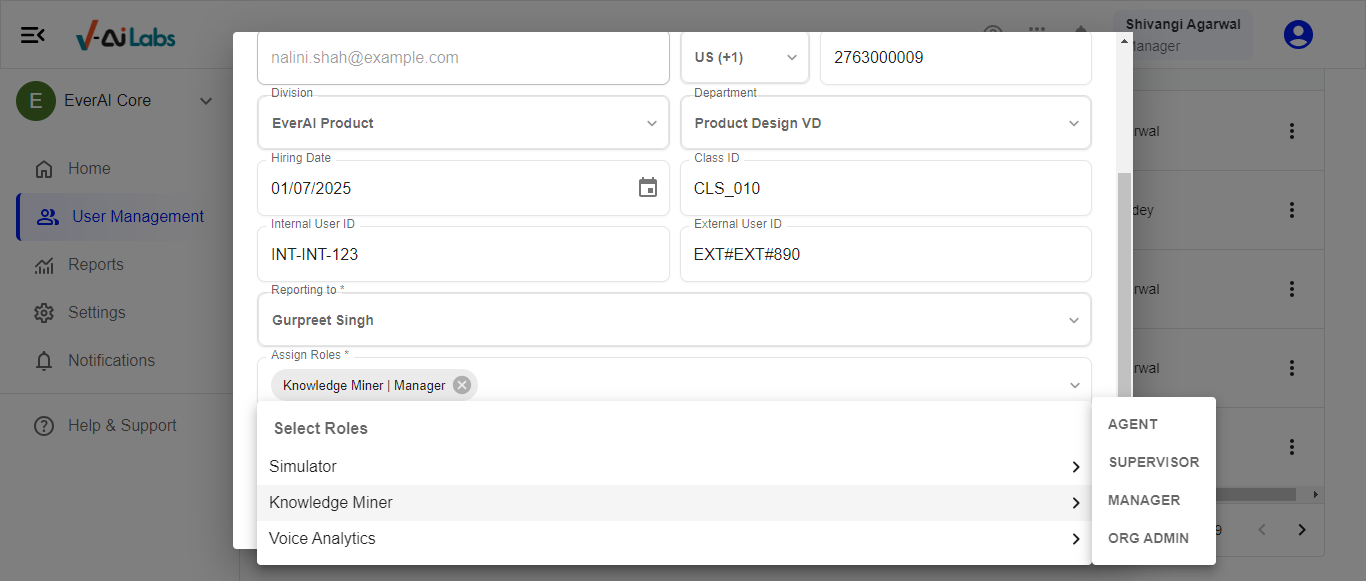 V-Ai Labs
Shivangi Agarwal
Manager
E
EverAI Core
Home
User Management
Reports
Settings
Notifications
Help & Support
nalini.shah@example.com
US (+1)
2763000009
Division
EverAI Product
Department
Product Design VD
Hiring Date
01/07/2025
Class ID
CLS_010
Internal User ID
INT-INT-123
External User ID
EXT#EXT#890
Reporting to *
Gurpreet Singh
Assign Roles *
Knowledge Miner | Manager
Select Roles
Simulator
Knowledge Miner
Voice Analytics
AGENT
SUPERVISOR
MANAGER
ORG ADMIN
rwal
dey
rwal
rwal
9